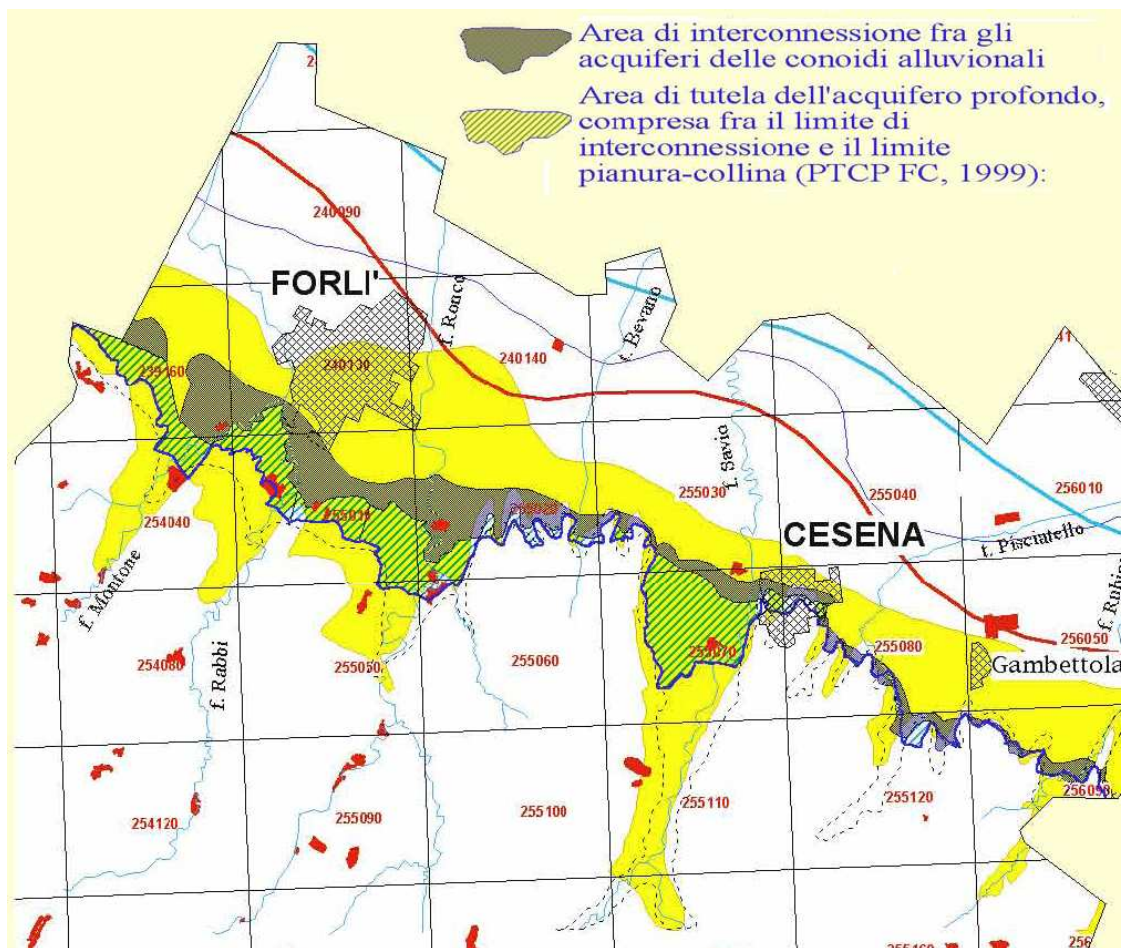 Area di interconnessione fra gli
acquiferi delle conoidi alluvionali
Area di tutela dell'acquifero profondo,
compresa fra il limite di
interconnessione e il limite
pianura-collina (PTCP FC, 1999):
240090
FORLI'
f. Ronco
f. Bevano
240130
240140
f. Savio
255030
255040
256010
254040
CESENA
t. Pisciatello
f. Montone
256050
254080
f. Rabbi
255050
255060
255080
Gambettola
254120
255090
255100
255110
255120